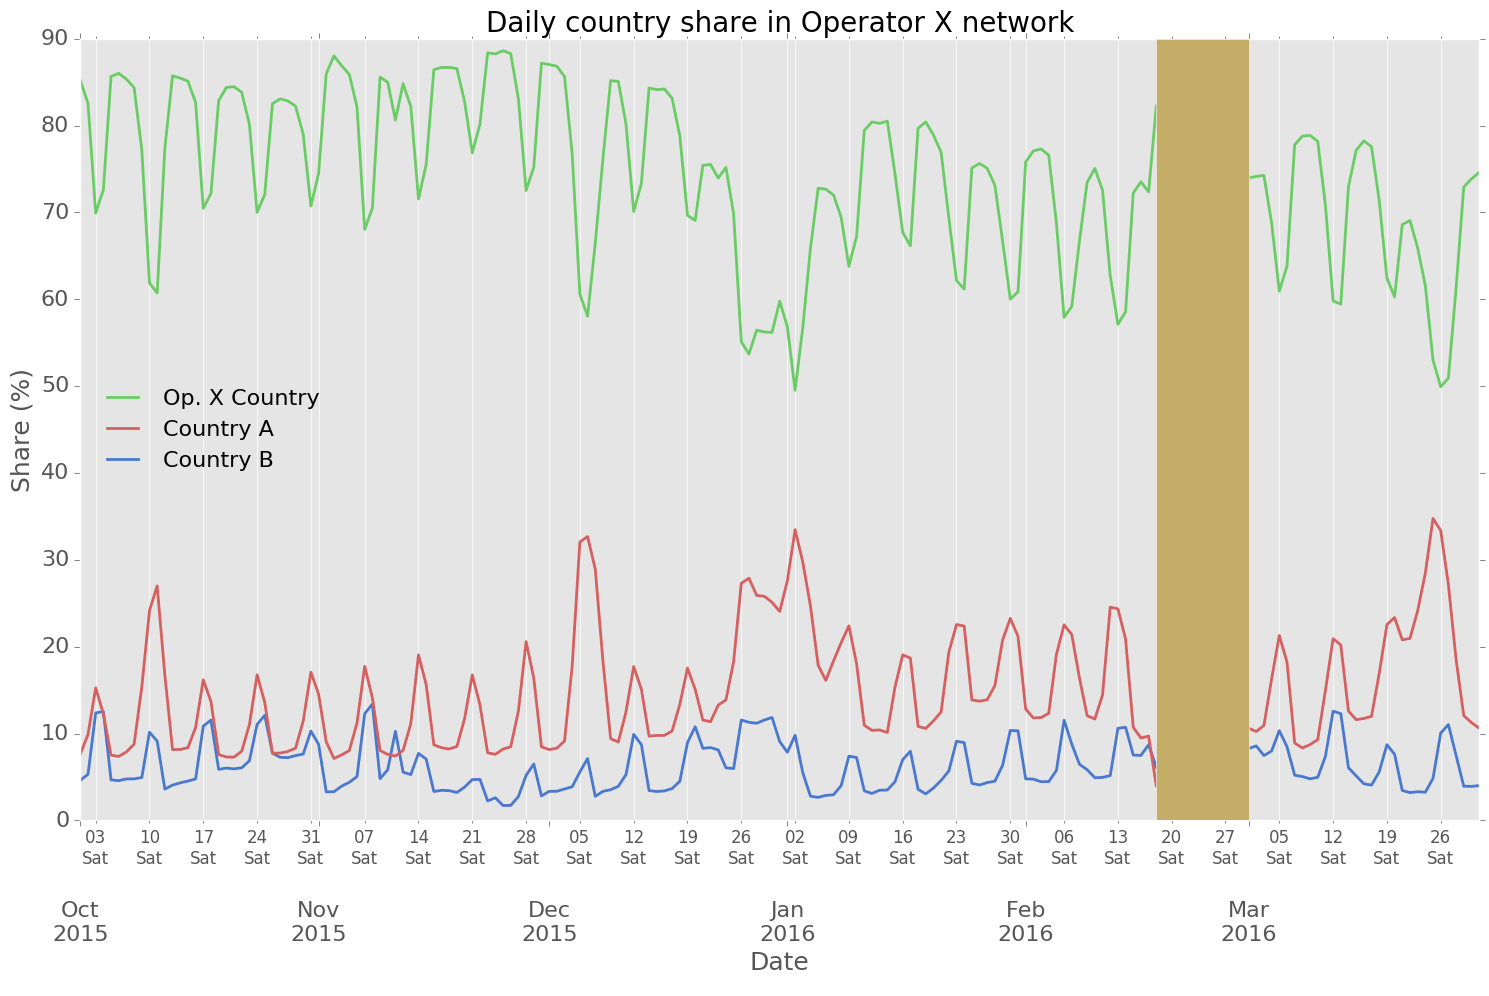 Daily country share in Operator X network
90
80
70
60
50
40
30
20
10
0
Share (%)
Op. X Country
Country A
Country B
03 10 17 24 31 07 14 21 28 05 12 19 26 02 09 16 23 30 06 13 20 27 05 12 19 26
Sat Sat Sat Sat Sat Sat Sat Sat Sat Sat Sat Sat Sat Sat Sat Sat Sat Sat Sat Sat Sat Sat Sat Sat Sat Sat
Oct Nov Dec Jan Feb Mar
2015 2015 2015 2016 2016 2016
Date